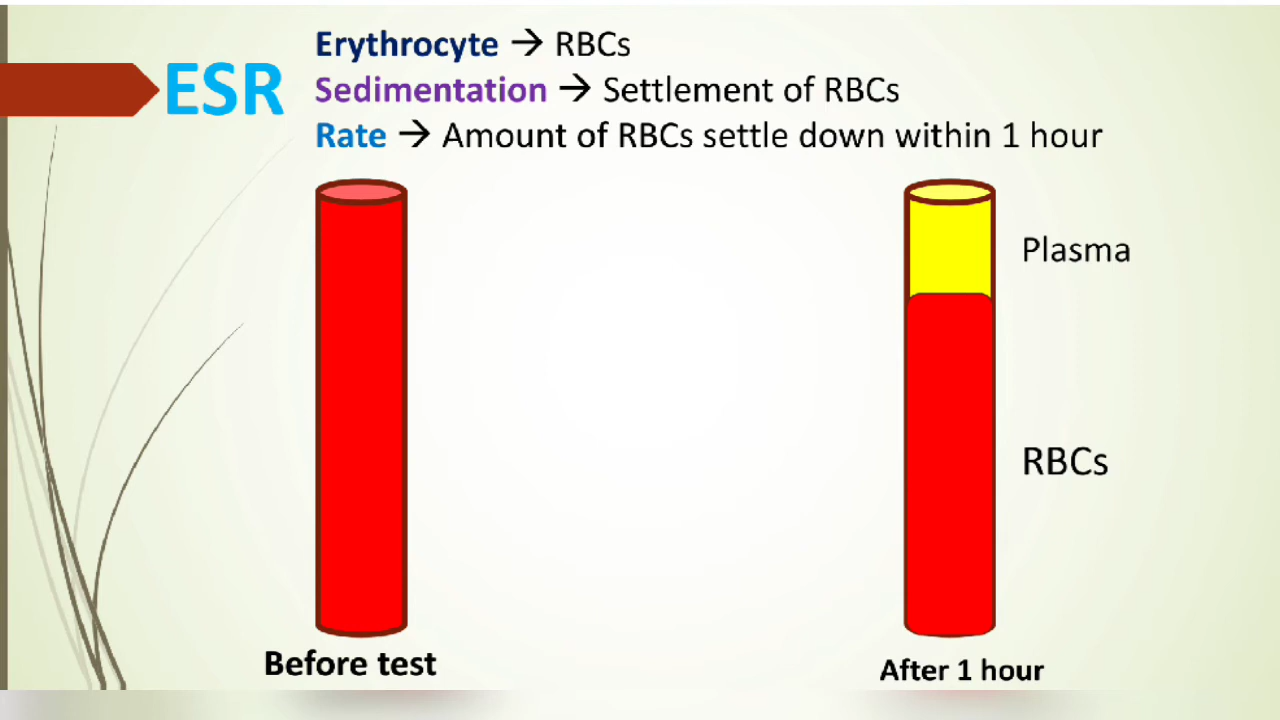 ESR
Erythrocyte → RBCs
Sedimentation → Settlement of RBCs
Rate → Amount of RBCs settle down within 1 hour
Plasma
RBCs
Before test
After 1 hour